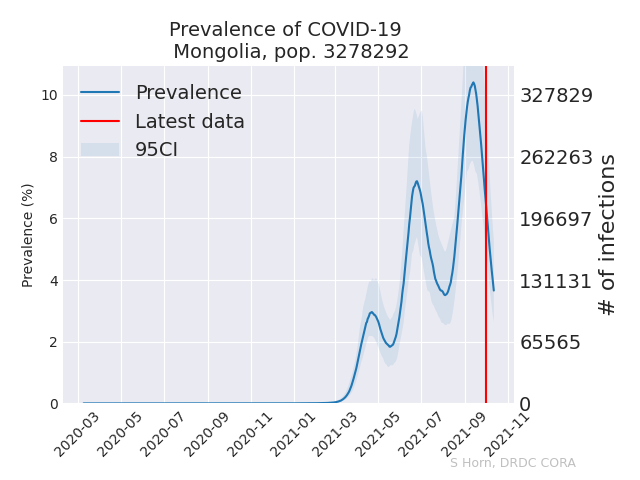 Prevalence of COVID-19
Mongolia, pop. 3278292
Prevalence
Latest data
95CI
Prevalence (%)
10
8
6
4
2
0
327829
262263
196697
131131
65565
0
# of infections
2020-03
2020-05
2020-07
2020-09
2020-11
2021-01
2021-03
2021-05
2021-07
2021-09
2021-11
S Horn, DRDC CORA